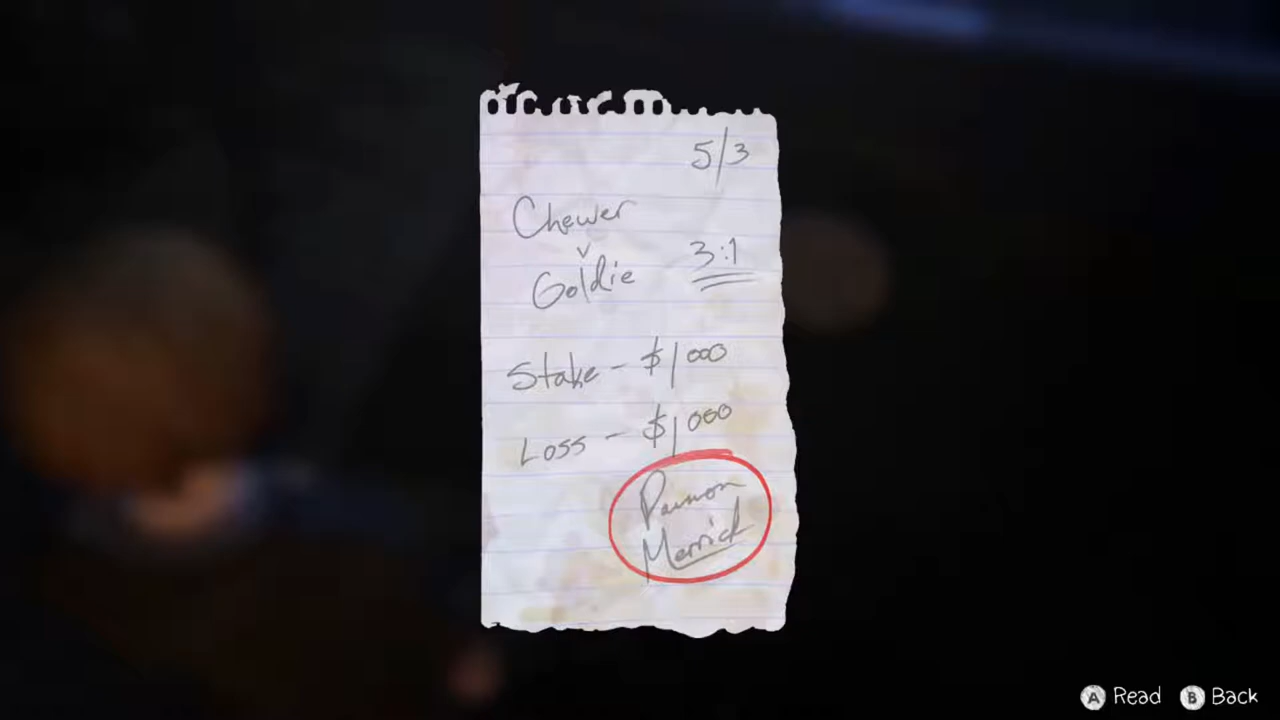 5/3
Chewer
v
Goldie 3:1
Stake - $1000
Loss - $1000
Damon
Merrick
A Read B Back